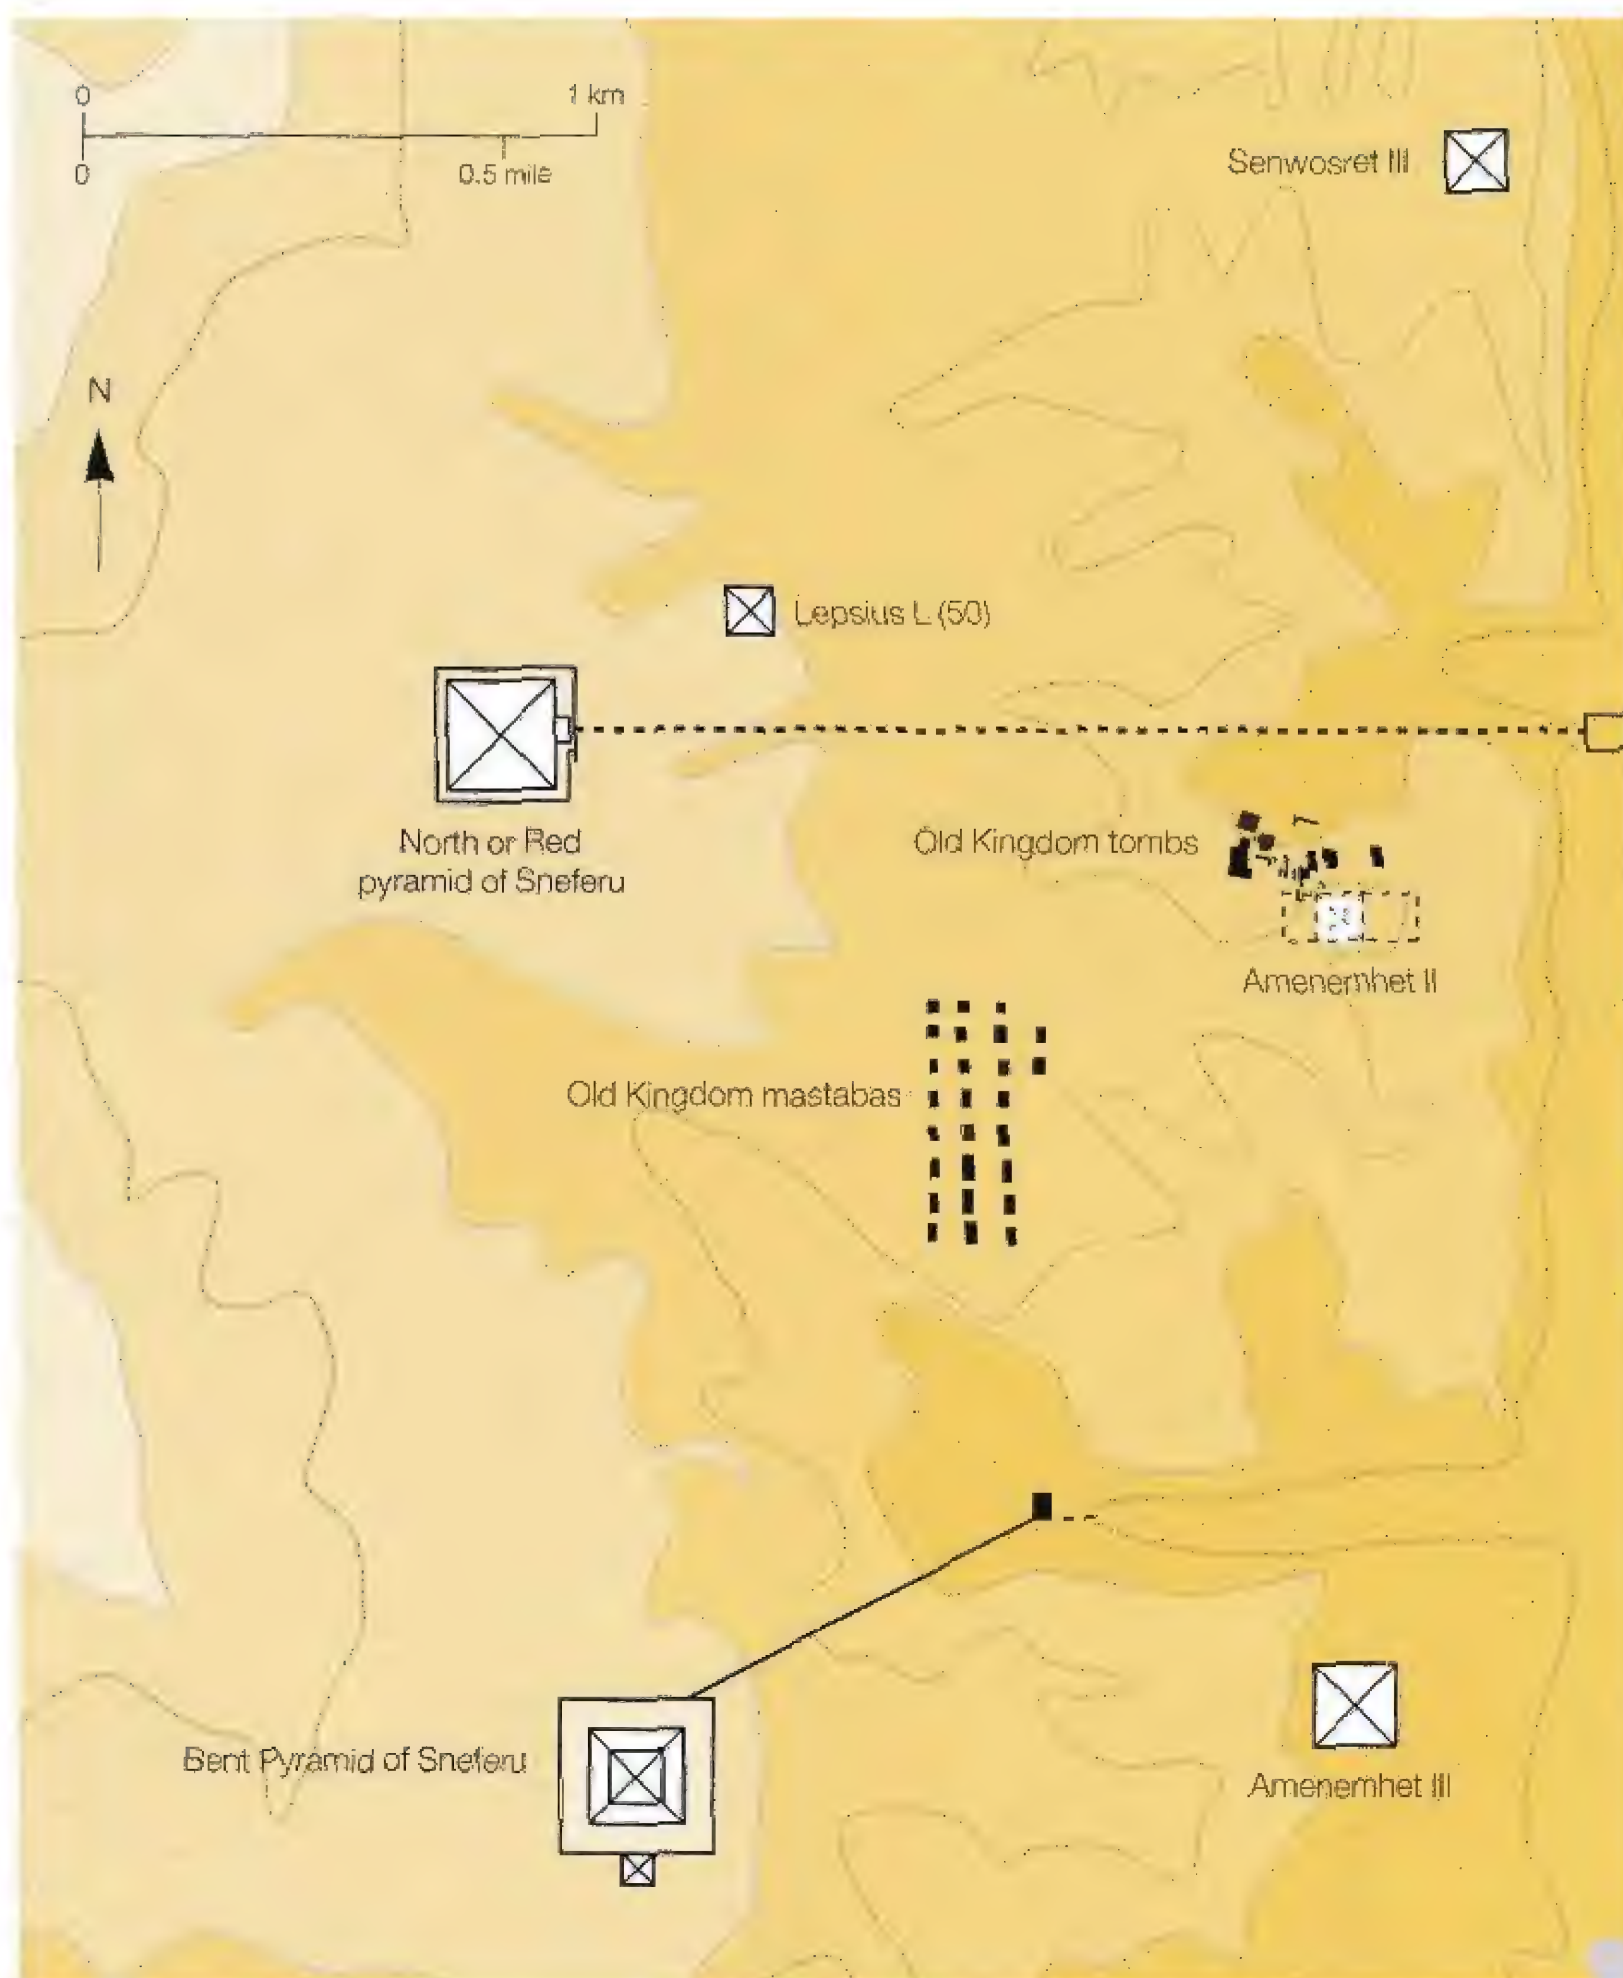 0 1 km
0 0.5 mile
Senwosret III
N
Lepsius L (50)
North or Red
pyramid of Sneferu
Old Kingdom tombs
Amenemhet II
Old Kingdom mastabas
Bent Pyramid of Sneferu
Amenemhet III